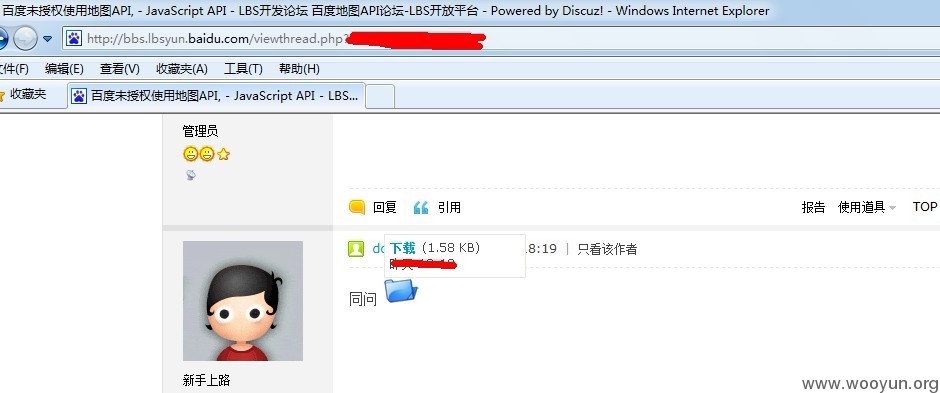 百度未授权使用地图API, - JavaScript API - LBS开发论坛 百度地图API论坛-LBS开放平台 - Powered by Discuz! - Windows Internet Explorer
http://bbs.lbsyun.baidu.com/viewthread.php?
文件(F) 编辑(E) 查看(V) 收藏夹(A) 工具(T) 帮助(H)
收藏夹 百度未授权使用地图API, - JavaScript API - LBS...
管理员
回复 引用 报告 使用道具 TOP
下载 (1.58 KB) 8:19 | 只看该作者
昨天
同问
新手上路
www.wooyun.org